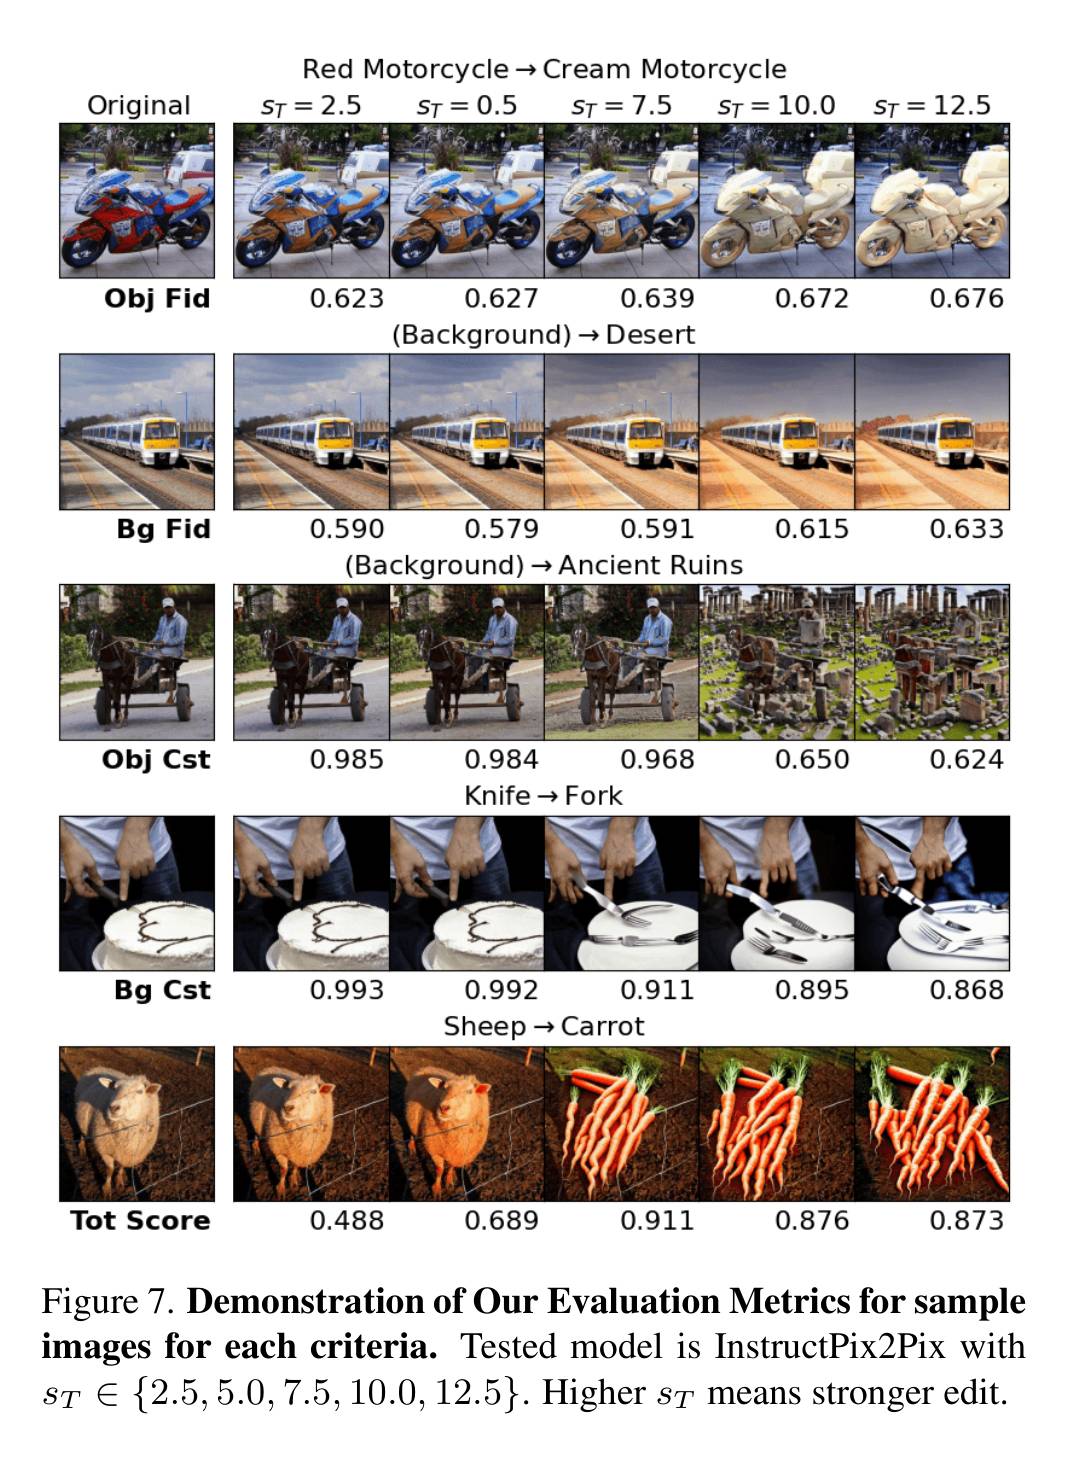 Red Motorcycle → Cream Motorcycle
Original s_T = 2.5 s_T = 0.5 s_T = 7.5 s_T = 10.0 s_T = 12.5
Obj Fid 0.623 0.627 0.639 0.672 0.676
(Background) → Desert
Bg Fid 0.590 0.579 0.591 0.615 0.633
(Background) → Ancient Ruins
Obj Cst 0.985 0.984 0.968 0.650 0.624
Knife → Fork
Bg Cst 0.993 0.992 0.911 0.895 0.868
Sheep → Carrot
Tot Score 0.488 0.689 0.911 0.876 0.873
Figure 7. Demonstration of Our Evaluation Metrics for sample
images for each criteria. Tested model is InstructPix2Pix with
s_T ∈ {2.5, 5.0, 7.5, 10.0, 12.5}. Higher s_T means stronger edit.